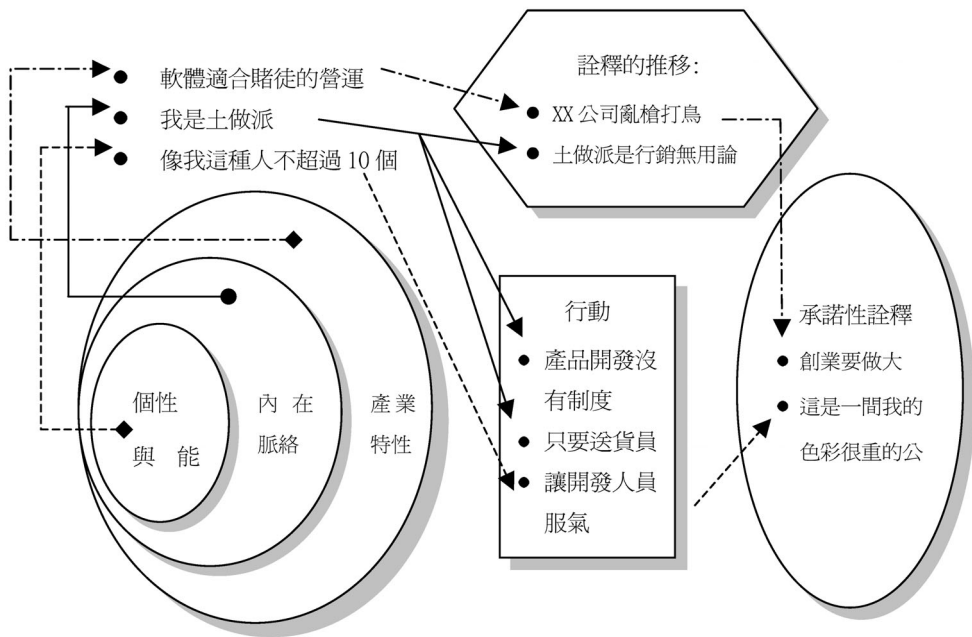 軟體適合賭徒的營運
我是土做派
像我這種人不超過 10 個
詮釋的推移:
XX 公司亂槍打鳥
土做派是行銷無用論
個性
與 能
內 在
脈絡
產業
特性
行動
產品開發沒
有制度
只要送貨員
讓開發人員
服氣
承諾性詮釋
創業要做大
這是一間我的
色彩很重的公